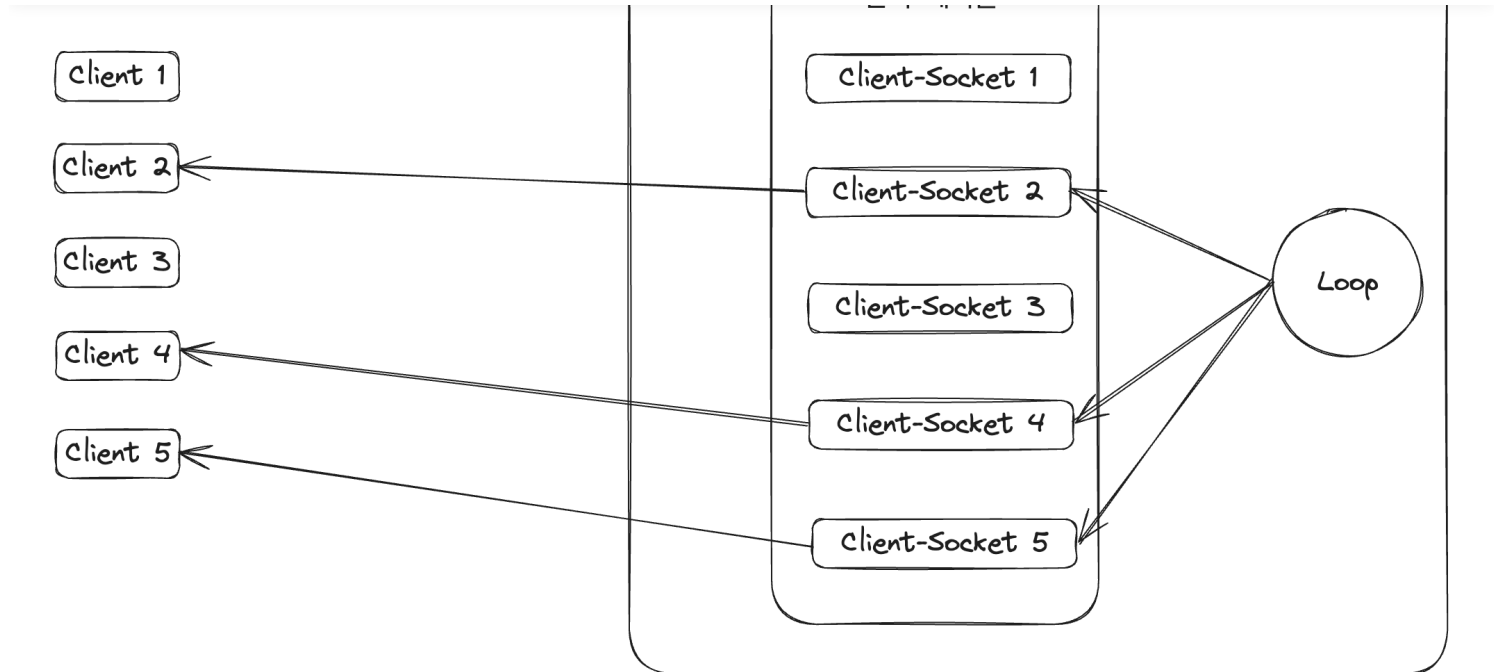 Client 1
Client-Socket 1
Client 2
Client-Socket 2
Client 3
Client-Socket 3
Loop
Client 4
Client-Socket 4
Client 5
Client-Socket 5